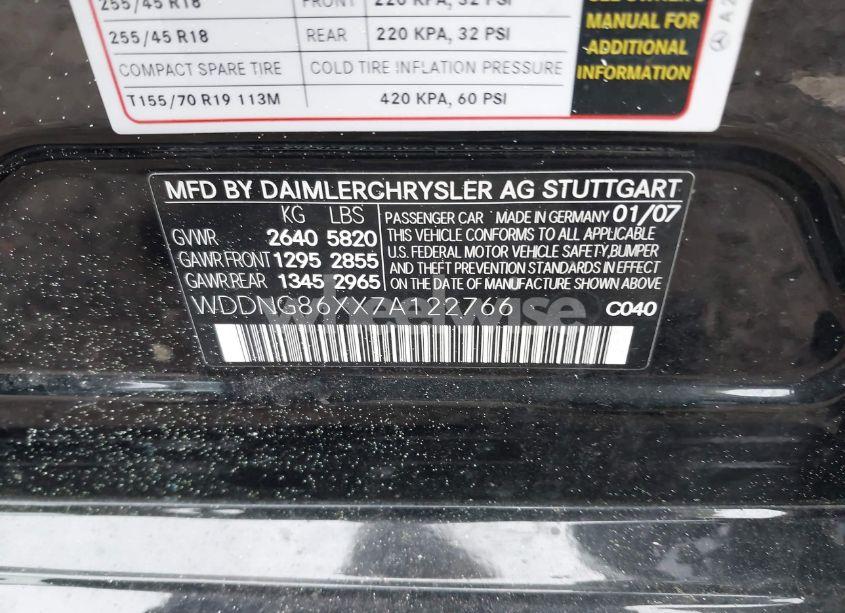 255/45 R18 FRONT 220 KPA, 32 PSI
255/45 R18 REAR 220 KPA, 32 PSI
COMPACT SPARE TIRE COLD TIRE INFLATION PRESSURE
T155/70 R19 113M 420 KPA, 60 PSI
SEE OWNER'S
MANUAL FOR
ADDITIONAL
INFORMATION
A 2
MFD BY DAIMLERCHRYSLER AG STUTTGART
KG LBS
GVWR 2640 5820
GAWR FRONT 1295 2855
GAWR REAR 1345 2965
PASSENGER CAR MADE IN GERMANY 01/07
THIS VEHICLE CONFORMS TO ALL APPLICABLE
U.S. FEDERAL MOTOR VEHICLE SAFETY, BUMPER
AND THEFT PREVENTION STANDARDS IN EFFECT
ON THE DATE OF MANUFACTURE SHOWN ABOVE.
WDDNG86XX7A122766
C040
wheelwise